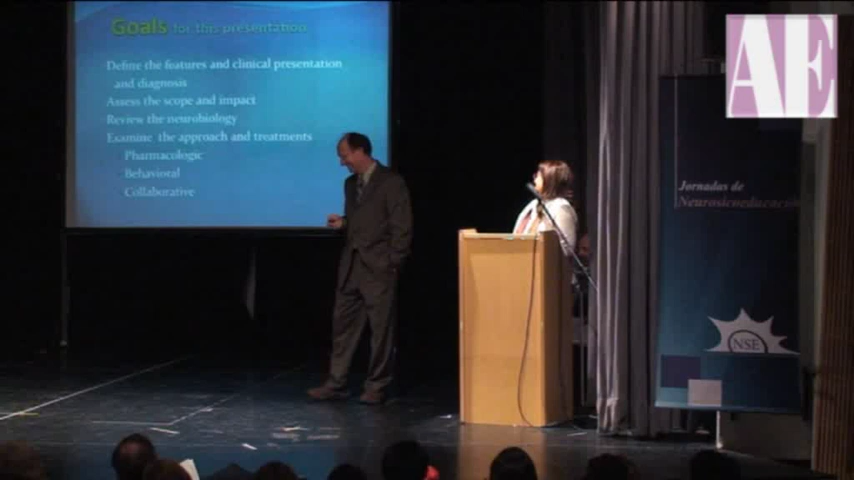 Goals for this presentation
Define the features and clinical presentation
and diagnosis
Assess the scope and impact
Review the neurobiology
Examine the approach and treatments
Pharmacologic
Behavioral
Collaborative
AE
Jornadas de
Neurosicoeducación
NSE